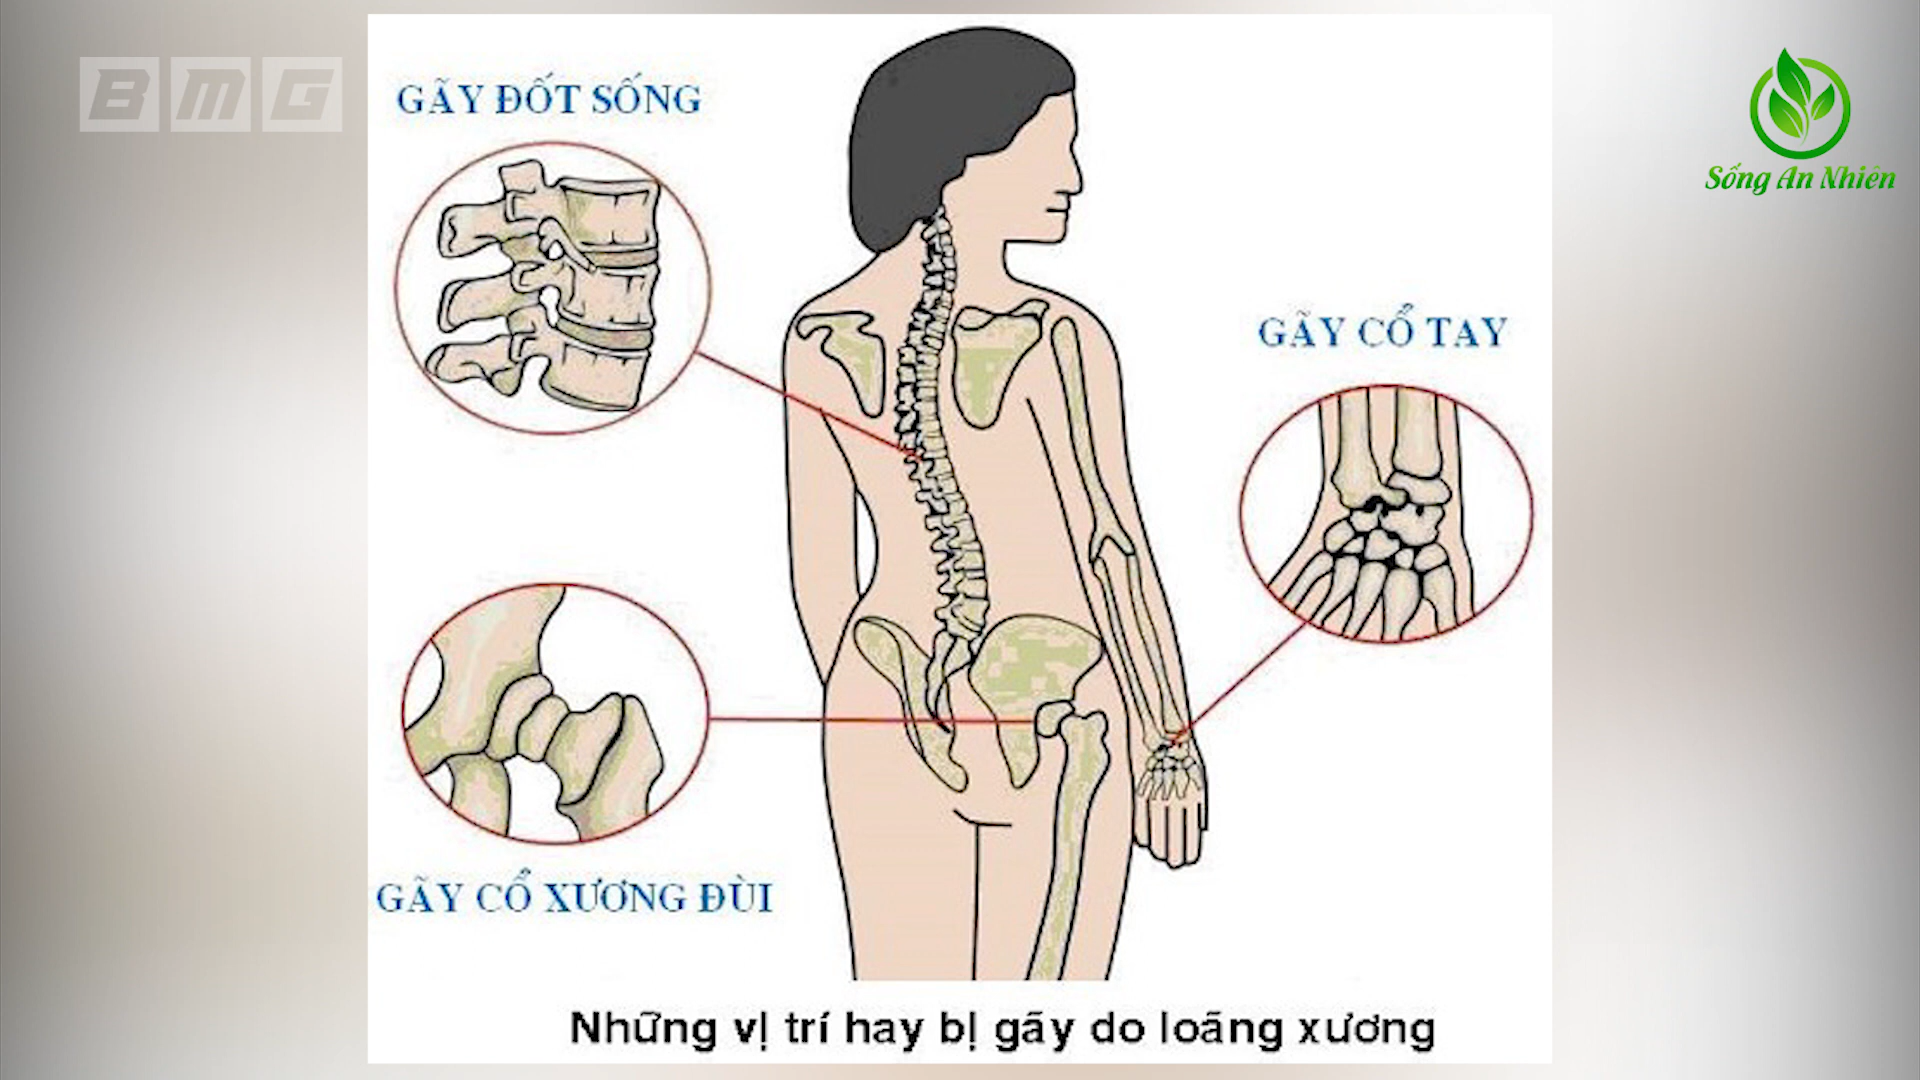 BMG
GÃY ĐỐT SỐNG
Sống An Nhiên
GÃY CỔ TAY
GÃY CỔ XƯƠNG ĐÙI
Những vị trí hay bị gãy do loãng xương